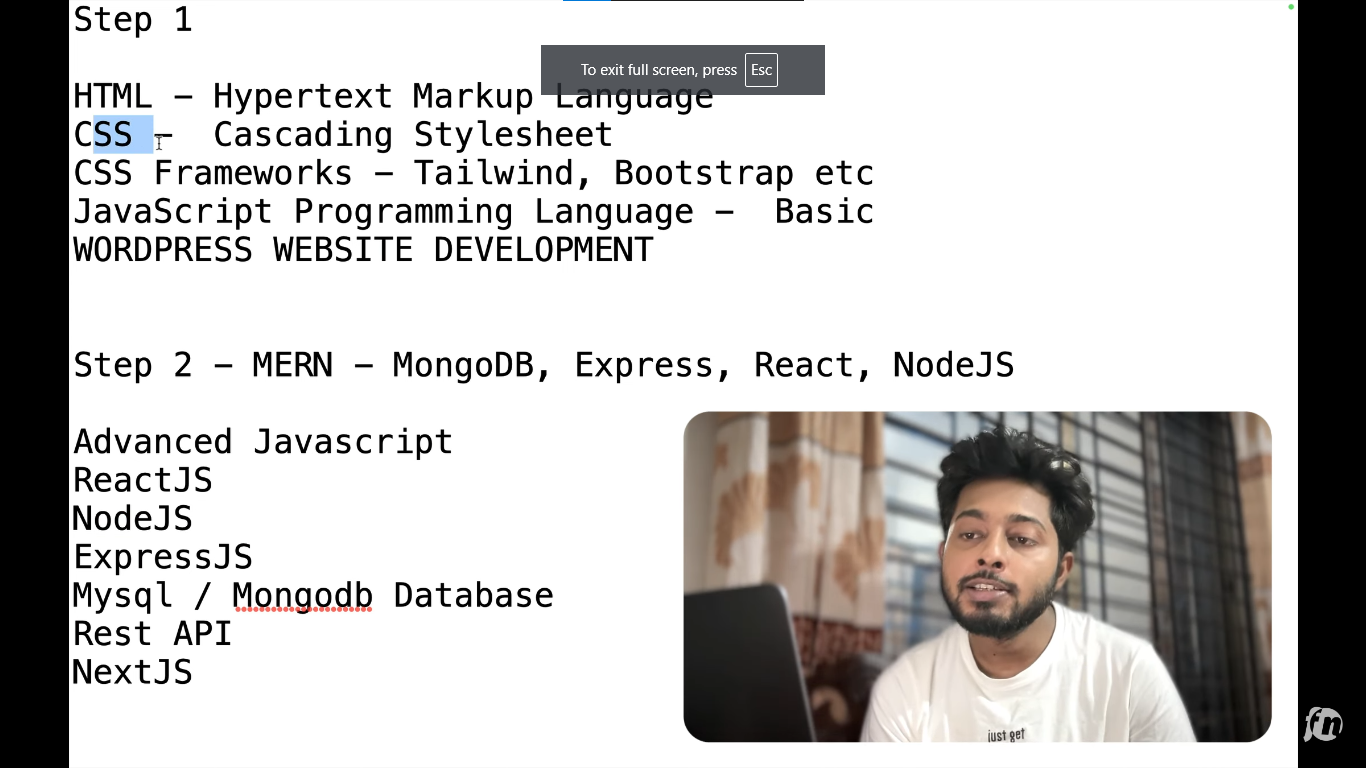 Step 1
To exit full screen, press Esc
HTML – Hypertext Markup Language
CSS –  Cascading Stylesheet
CSS Frameworks – Tailwind, Bootstrap etc
JavaScript Programming Language –  Basic
WORDPRESS WEBSITE DEVELOPMENT
Step 2 – MERN – MongoDB, Express, React, NodeJS
Advanced Javascript
ReactJS
NodeJS
ExpressJS
Mysql / Mongodb Database
Rest API
NextJS
just get